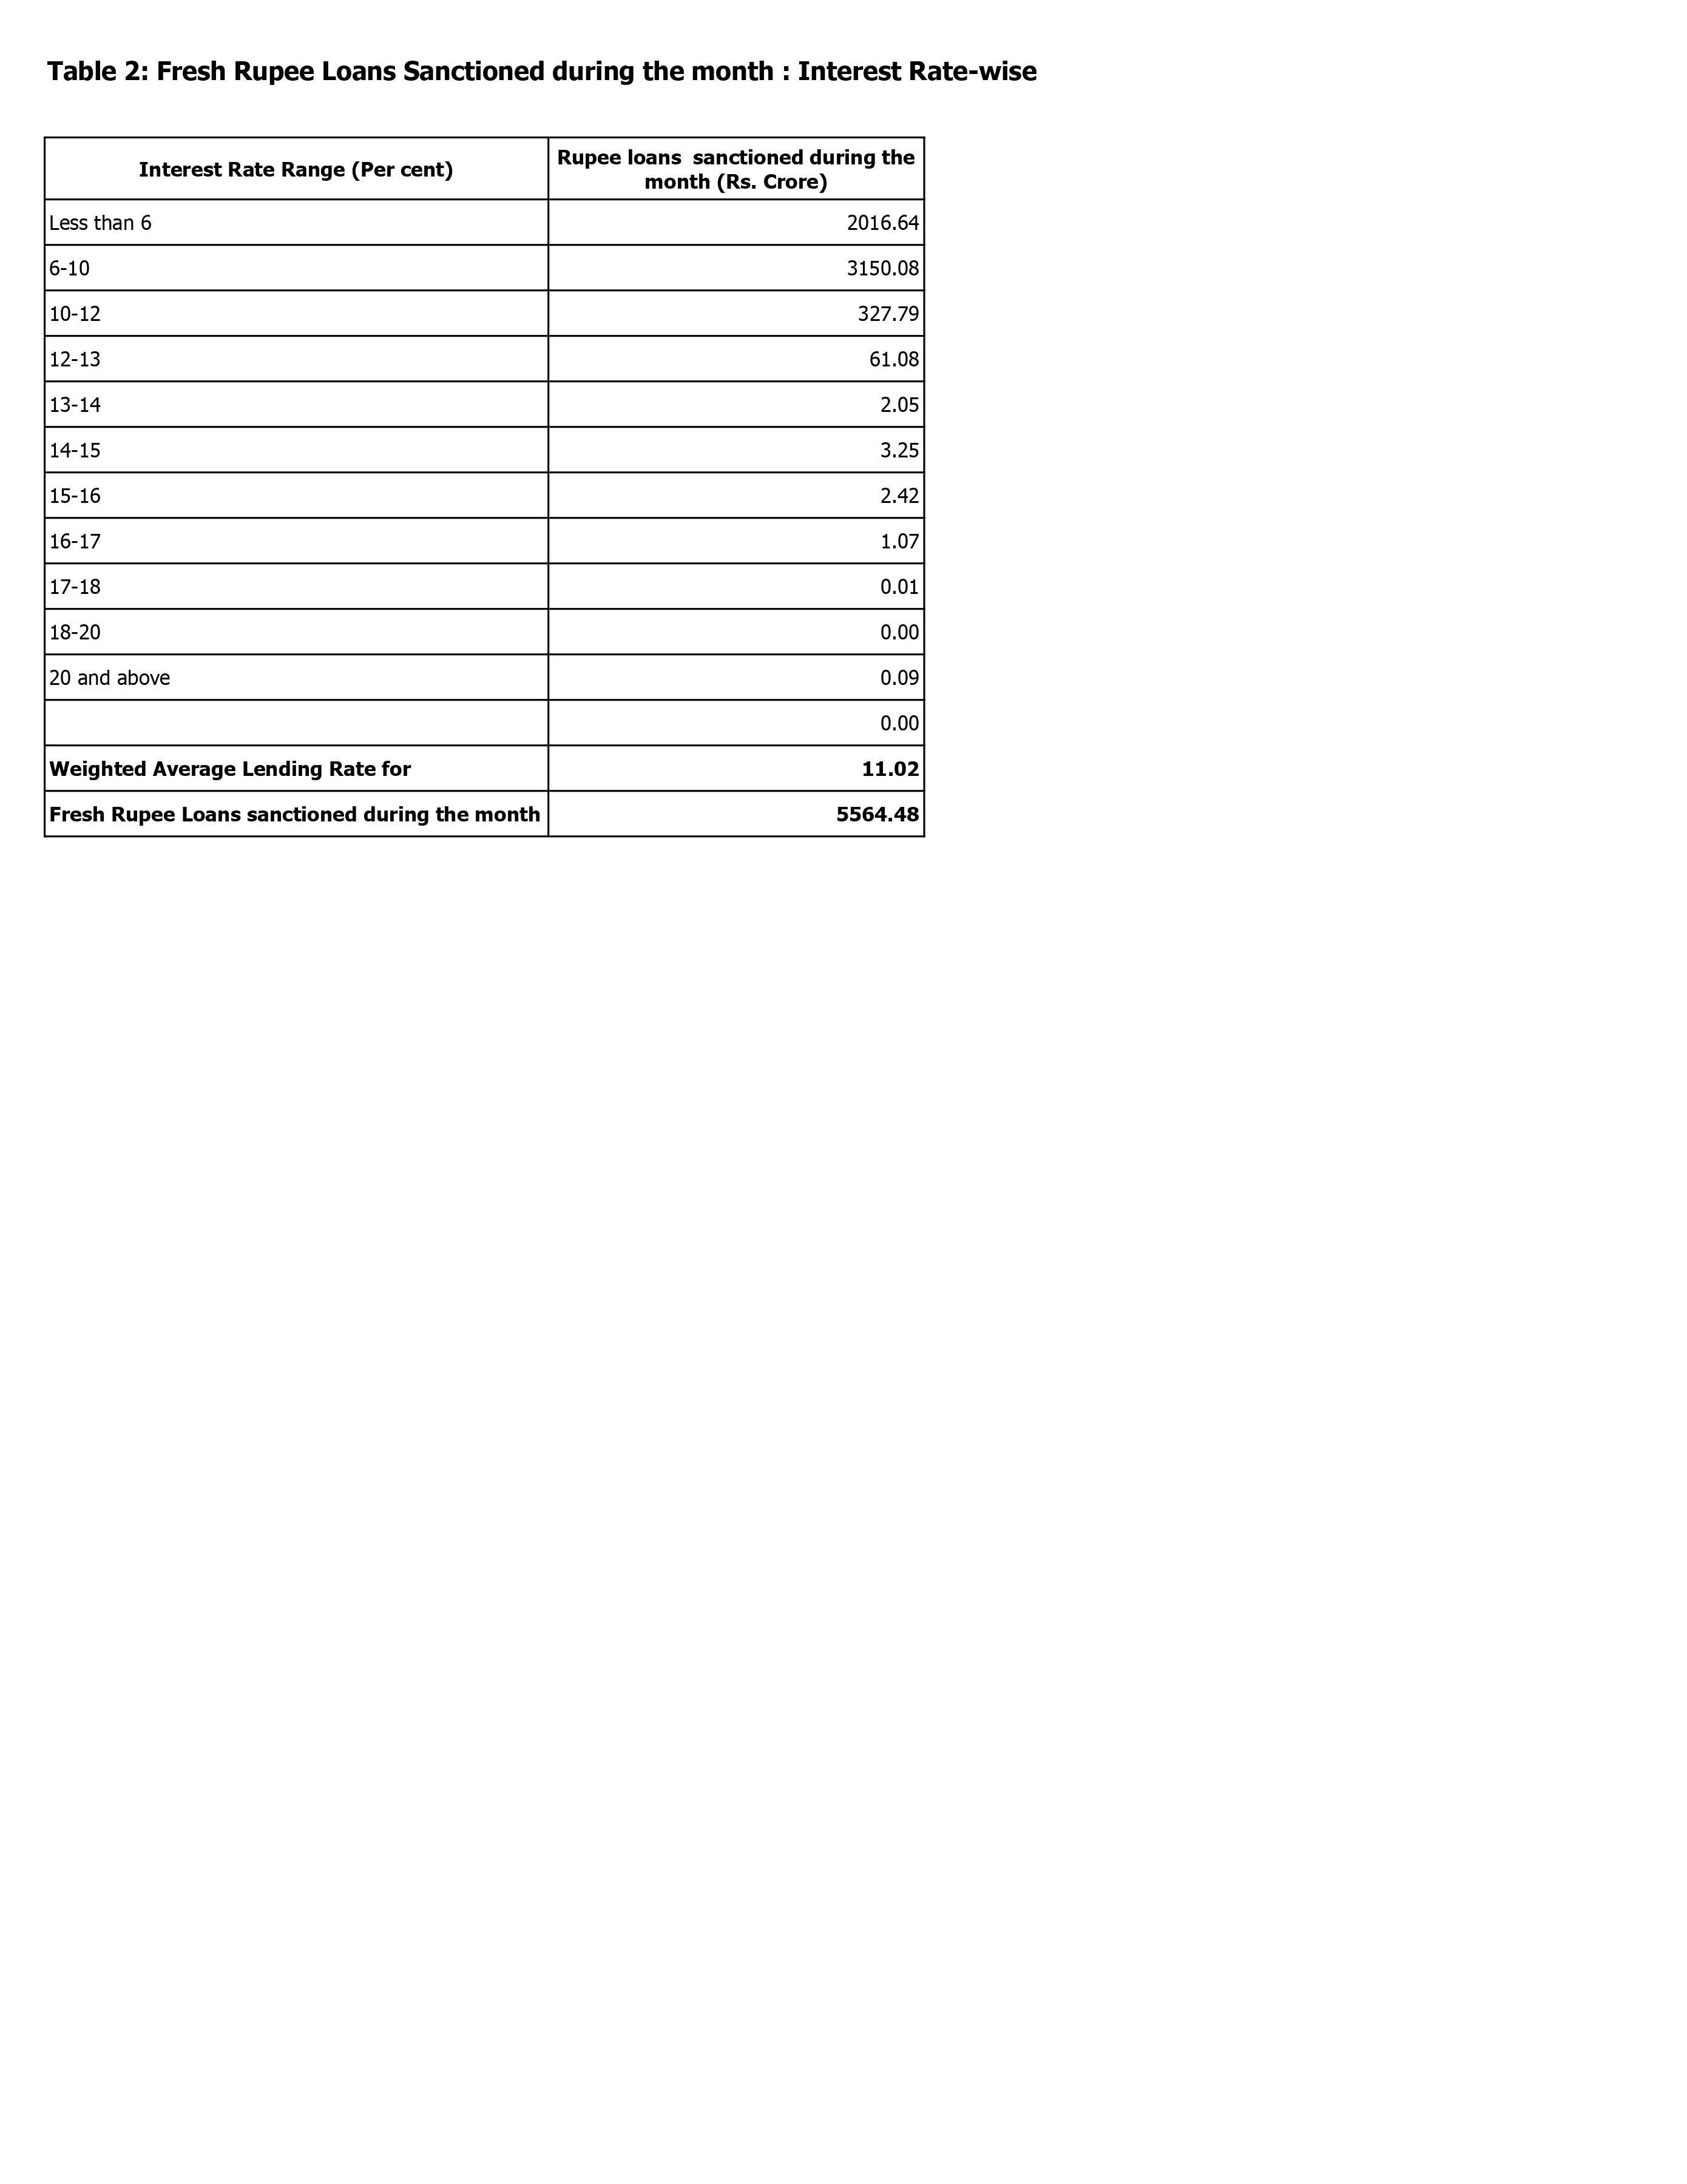 Table 2: Fresh Rupee Loans Sanctioned during the month : Interest Rate-wise
Interest Rate Range (Per cent) Rupee loans  sanctioned during the
month (Rs. Crore)
Less than 6 2016.64
6-10 3150.08
10-12 327.79
12-13 61.08
13-14 2.05
14-15 3.25
15-16 2.42
16-17 1.07
17-18 0.01
18-20 0.00
20 and above 0.09
0.00
Weighted Average Lending Rate for 11.02
Fresh Rupee Loans sanctioned during the month 5564.48